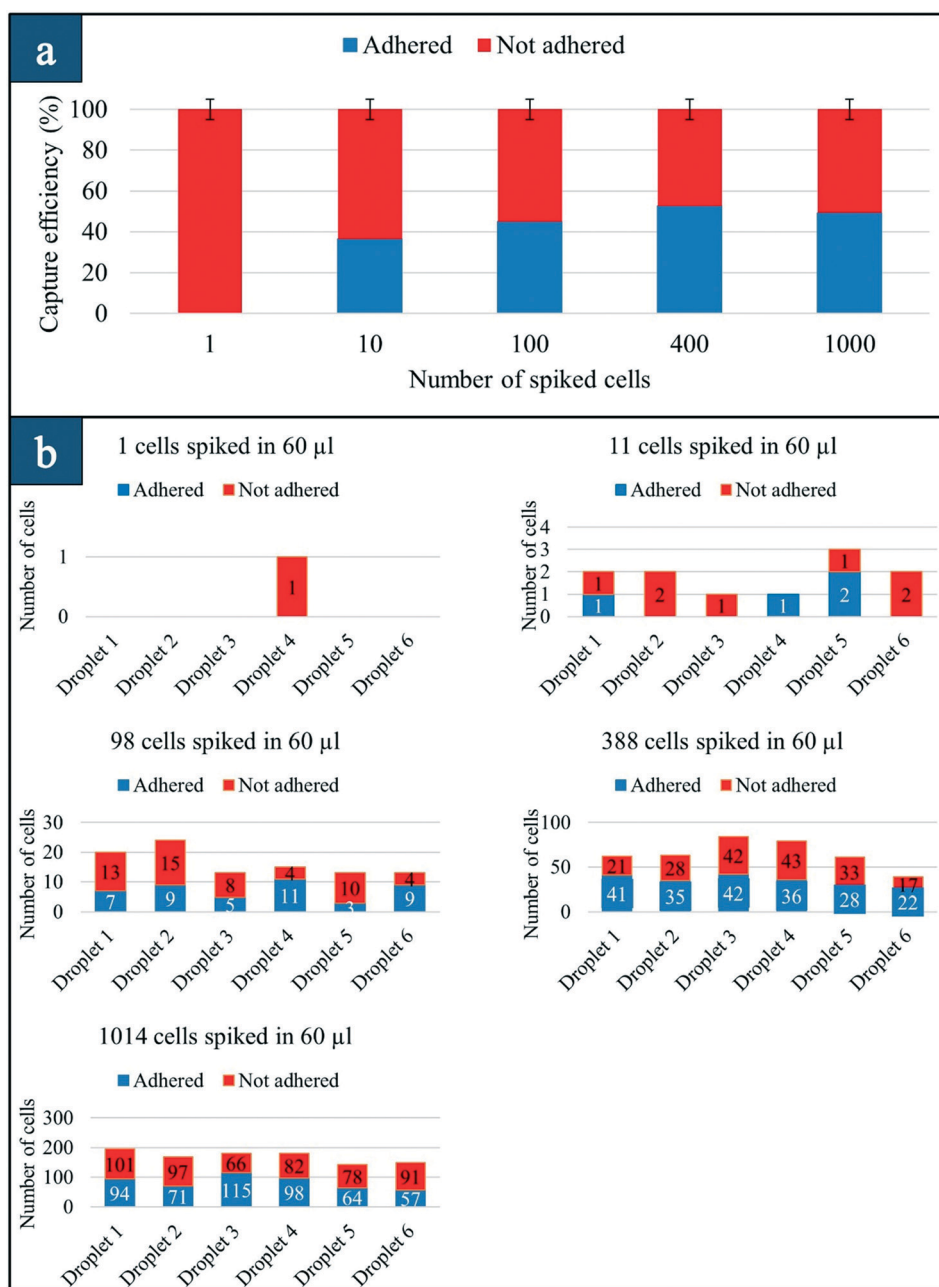 a
Adhered Not adhered
Capture efficiency (%)
100
80
60
40
20
0
1 10 100 400 1000
Number of spiked cells
b
1 cells spiked in 60 µl
Adhered Not adhered
Number of cells
1
0
1
Droplet 1 Droplet 2 Droplet 3 Droplet 4 Droplet 5 Droplet 6
11 cells spiked in 60 µl
Adhered Not adhered
Number of cells
4
3
2
1
0
1 2 1 1 2
1 1 2
Droplet 1 Droplet 2 Droplet 3 Droplet 4 Droplet 5 Droplet 6
98 cells spiked in 60 µl
Adhered Not adhered
Number of cells
30
20
10
0
13 15 8 4 10 4
7 9 5 11 3 9
Droplet 1 Droplet 2 Droplet 3 Droplet 4 Droplet 5 Droplet 6
388 cells spiked in 60 µl
Adhered Not adhered
Number of cells
100
50
0
21 28 42 43 33 17
41 35 42 36 28 22
Droplet 1 Droplet 2 Droplet 3 Droplet 4 Droplet 5 Droplet 6
1014 cells spiked in 60 µl
Adhered Not adhered
Number of cells
300
200
100
0
101 97 66 82 78 91
94 71 115 98 64 57
Droplet 1 Droplet 2 Droplet 3 Droplet 4 Droplet 5 Droplet 6